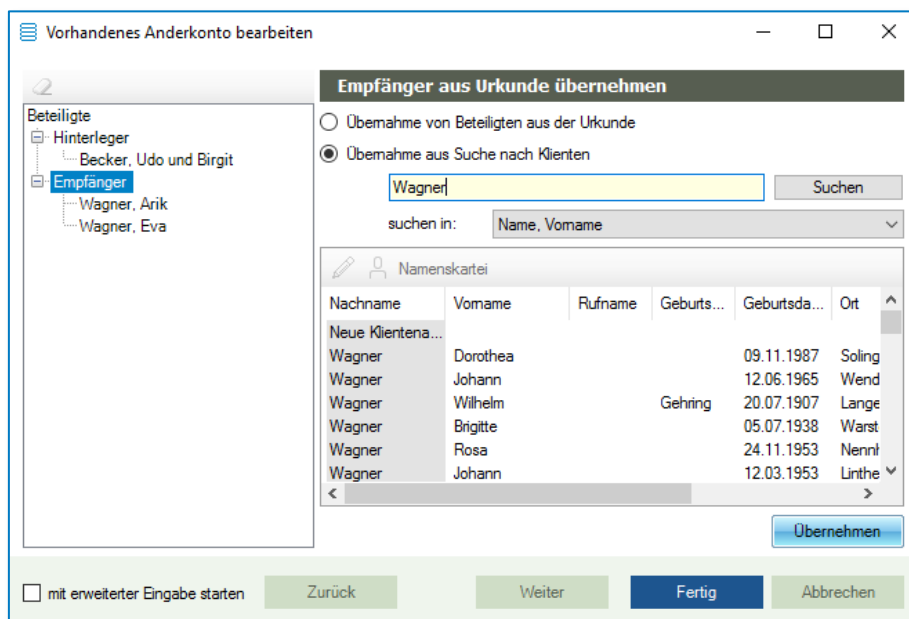 Vorhandenes Anderkonto bearbeiten
Empfänger aus Urkunde übernehmen
Beteiligte
Hinterleger
Becker, Udo und Birgit
Empfänger
Wagner, Arik
Wagner, Eva
Übernahme von Beteiligten aus der Urkunde
Übernahme aus Suche nach Klienten
Wagner Suchen
suchen in: Name, Vorname
Namenskartei
Nachname Vorname Rufname Geburts... Geburtsda... Ort
Neue Klientena...
Wagner Dorothea 09.11.1987 Soling
Wagner Johann 12.06.1965 Wend
Wagner Wilhelm Gehring 20.07.1907 Lange
Wagner Brigitte 05.07.1938 Warst
Wagner Rosa 24.11.1953 Nennh
Wagner Johann 12.03.1953 Linthe
Übernehmen
mit erweiterter Eingabe starten Zurück Weiter Fertig Abbrechen